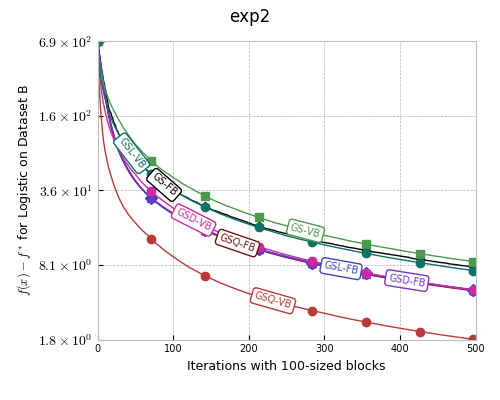 exp2
6.9 × 10²
1.6 × 10²
3.6 × 10¹
8.1 × 10⁰
1.8 × 10⁰
f(x) − f* for Logistic on Dataset B
GSL-VB
GS-FB
GSD-VB
GSQ-FB
GS-VB
GSL-FB
GSD-FB
GSQ-VB
0 100 200 300 400 500
Iterations with 100-sized blocks